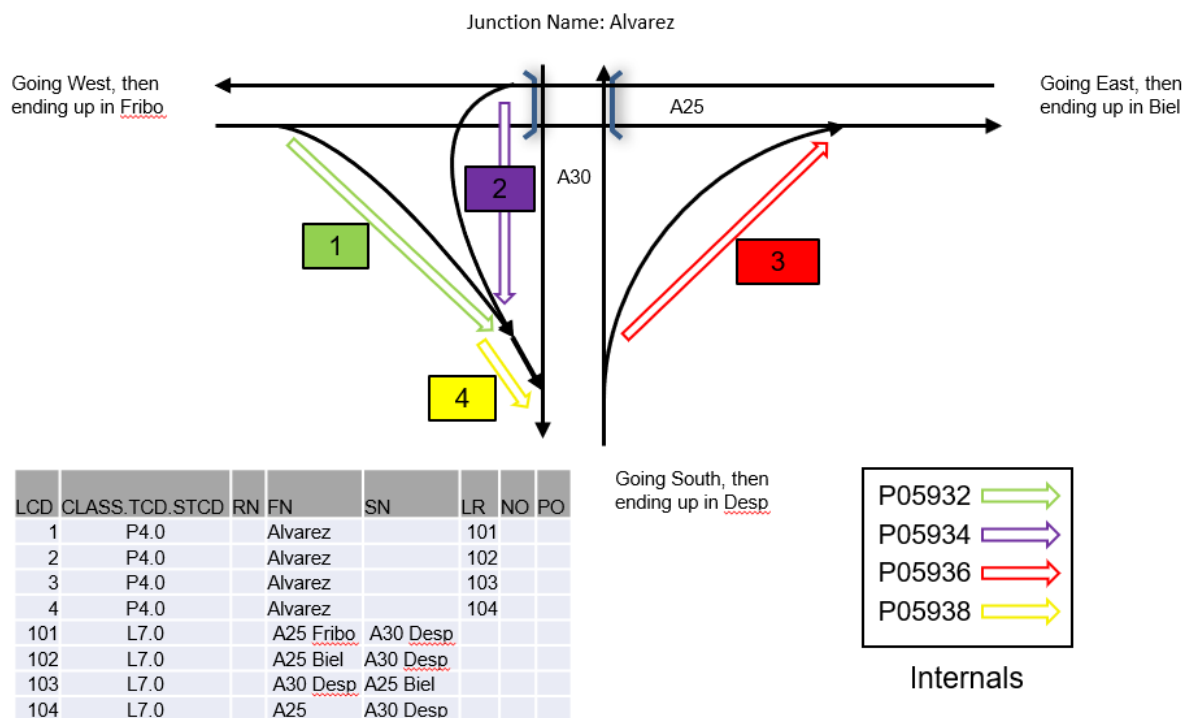 Junction Name: Alvarez
Going West, then
ending up in Fribo
A25
Going East, then
ending up in Biel
A30
2
1
3
4
Going South, then
ending up in Desp
LCD CLASS.TCD.STCD RN FN SN LR NO PO
1 P4.0 Alvarez 101
2 P4.0 Alvarez 102
3 P4.0 Alvarez 103
4 P4.0 Alvarez 104
101 L7.0 A25 Fribo A30 Desp
102 L7.0 A25 Biel A30 Desp
103 L7.0 A30 Desp A25 Biel
104 L7.0 A25 A30 Desp
P05932
P05934
P05936
P05938
Internals